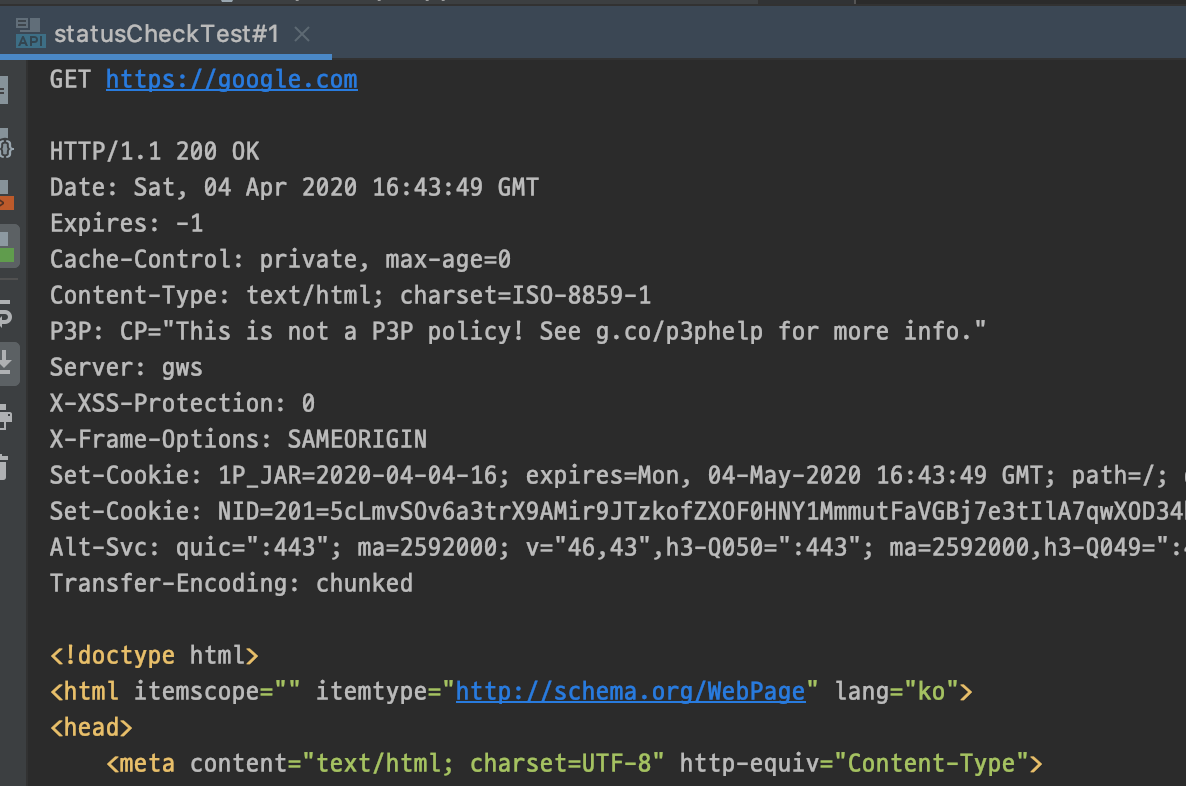 API
statusCheckTest#1
GET https://google.com
HTTP/1.1 200 OK
Date: Sat, 04 Apr 2020 16:43:49 GMT
Expires: -1
Cache-Control: private, max-age=0
Content-Type: text/html; charset=ISO-8859-1
P3P: CP="This is not a P3P policy! See g.co/p3phelp for more info."
Server: gws
X-XSS-Protection: 0
X-Frame-Options: SAMEORIGIN
Set-Cookie: 1P_JAR=2020-04-04-16; expires=Mon, 04-May-2020 16:43:49 GMT; path=/;
Set-Cookie: NID=201=5cLmvSOv6a3trX9AMir9JTzkofZXOF0HNY1MmmutFaVGBj7e3tIlA7qwXOD34
Alt-Svc: quic=":443"; ma=2592000; v="46,43",h3-Q050=":443"; ma=2592000,h3-Q049=":
Transfer-Encoding: chunked
<!doctype html>
<html itemscope="" itemtype="http://schema.org/WebPage" lang="ko">
<head>
<meta content="text/html; charset=UTF-8" http-equiv="Content-Type">